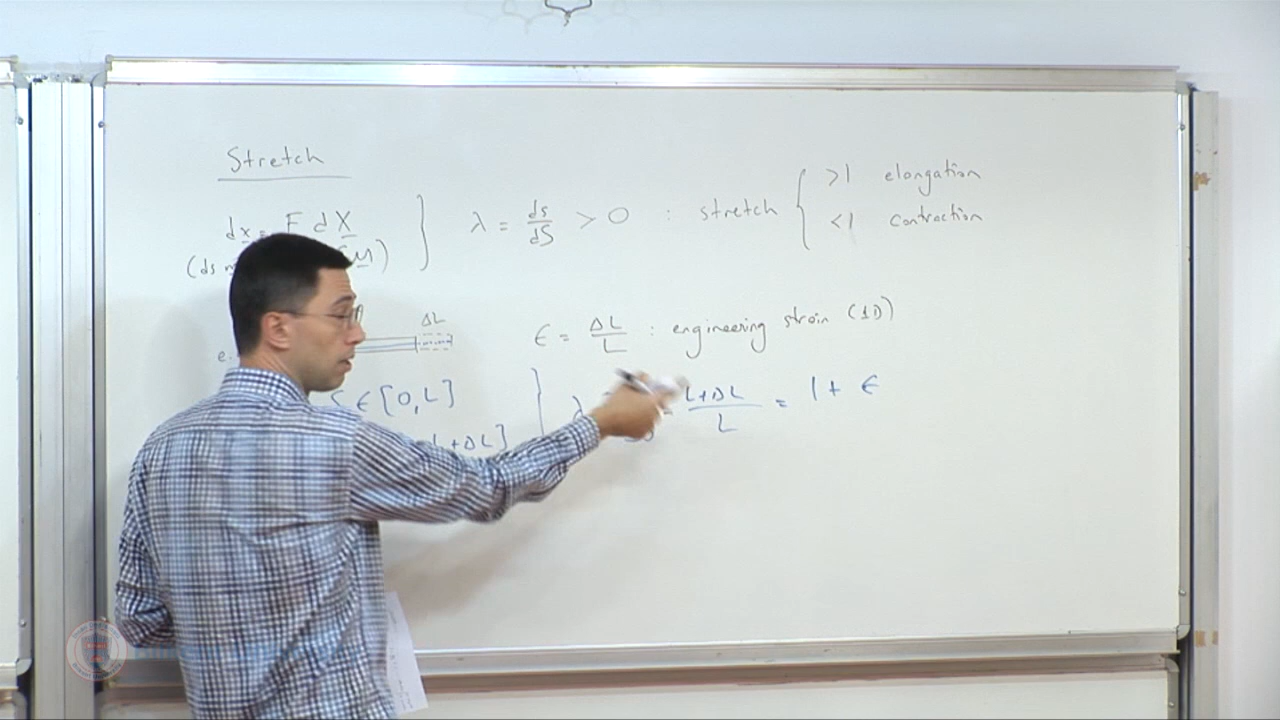 Stretch
dx = F dX } λ = ds/dS > 0 : stretch { >1 elongation
(ds M) <1 contraction
ΔL
e. ϵ = ΔL/L : engineering strain (1D)
S ∈ [0, L]
L + ΔL] } λ = L+ΔL/L = 1 + ϵ